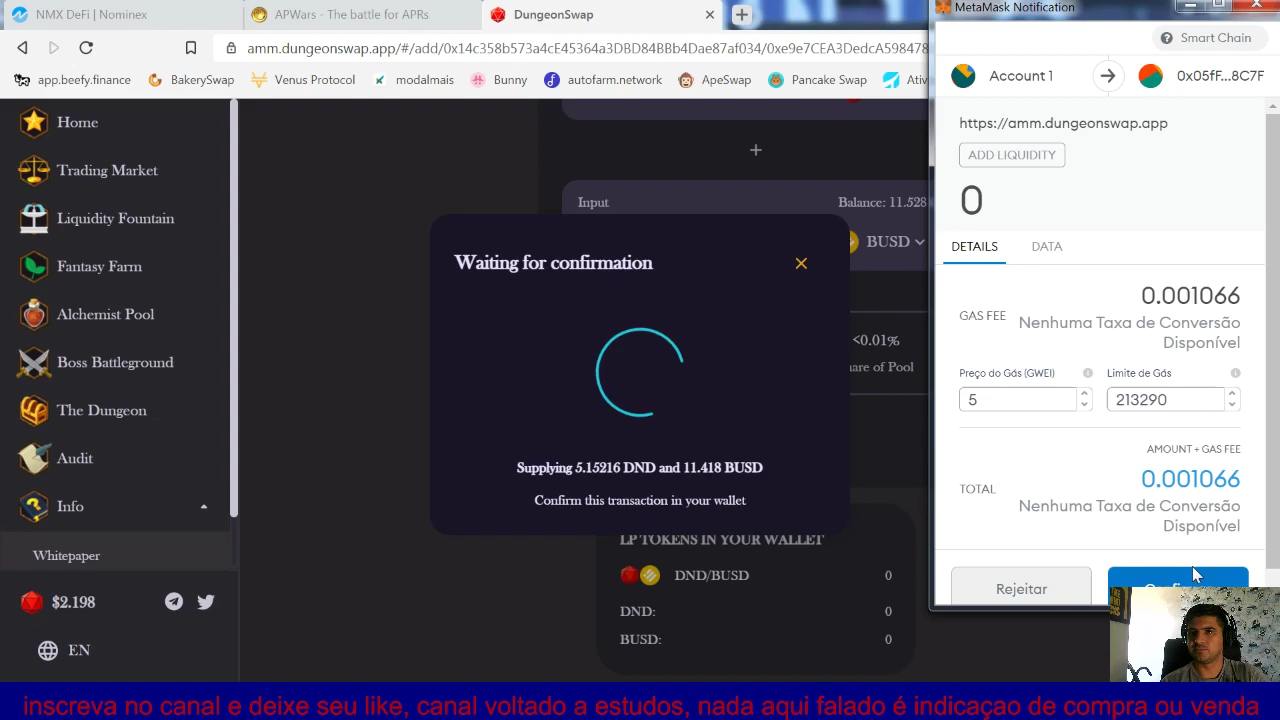 NMX DeFi | Nominex
APWars - The battle for APRs
DungeonSwap
MetaMask Notification
amm.dungeonswap.app/#/add/0x14c358b573a4cE45364a3DBD84BBb4Dae87af034/0xe9e7CEA3DedcA598478
Smart Chain
app.beefy.finance
BakerySwap
Venus Protocol
nodalmais
Bunny
autofarm.network
ApeSwap
Pancake Swap
Ativ
Account 1
0x05fF...8C7F
Home
Trading Market
Liquidity Fountain
Fantasy Farm
Alchemist Pool
Boss Battleground
The Dungeon
Audit
Info
Whitepaper
$2.198
EN
Input
Balance: 11.528
BUSD
<0.01%
are of Pool
Waiting for confirmation
Supplying 5.15216 DND and 11.418 BUSD
Confirm this transaction in your wallet
LP TOKENS IN YOUR WALLET
DND/BUSD 0
DND: 0
BUSD: 0
https://amm.dungeonswap.app
ADD LIQUIDITY
0
DETAILS
DATA
0.001066
GAS FEE
Nenhuma Taxa de Conversão
Disponível
Preço do Gás (GWEI)
Limite de Gás
5
213290
AMOUNT + GAS FEE
0.001066
TOTAL
Nenhuma Taxa de Conversão
Disponível
Rejeitar
inscreva no canal e deixe seu like, canal voltado a estudos, nada aqui falado é indicaçao de compra ou venda